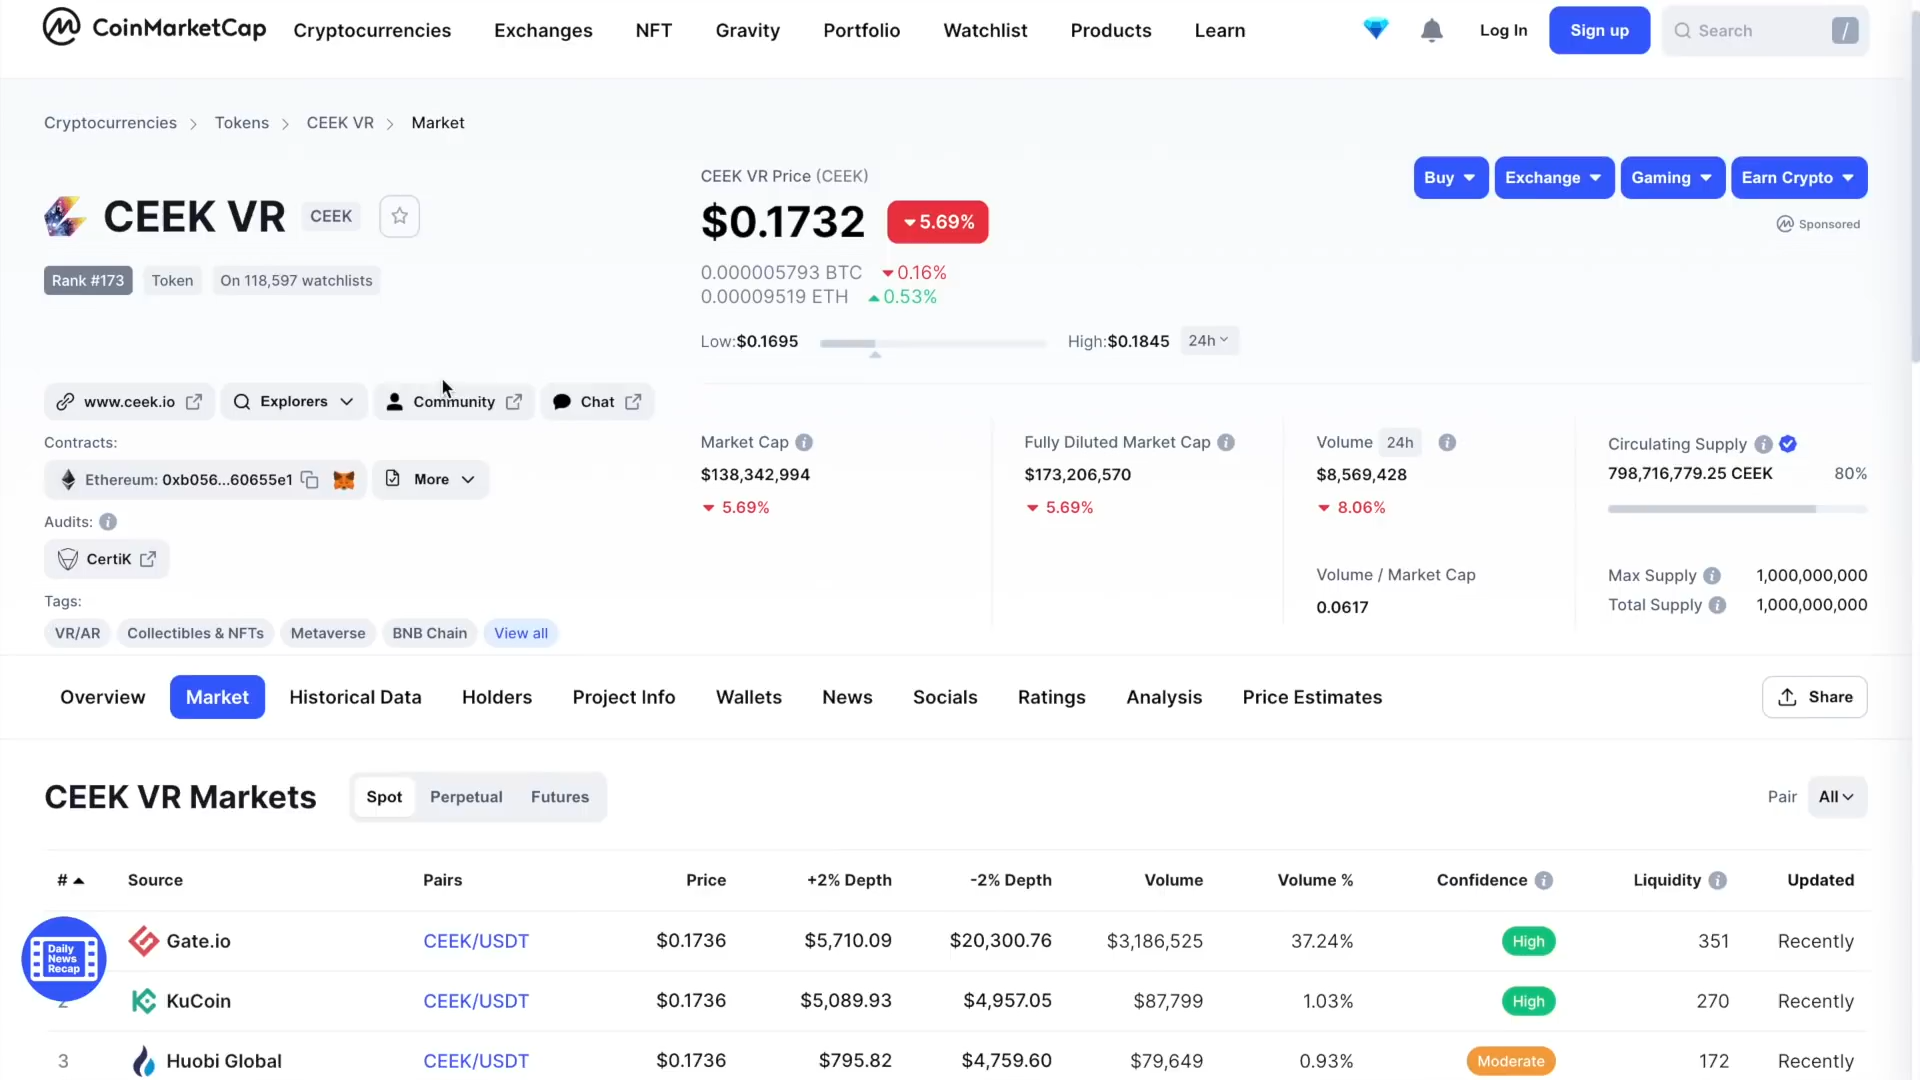 CoinMarketCap Cryptocurrencies Exchanges NFT Gravity Portfolio Watchlist Products Learn Log In Sign up Search /
Cryptocurrencies Tokens CEEK VR Market
CEEK VR CEEK
Rank #173 Token On 118,597 watchlists
www.ceek.io Explorers Community Chat
Contracts:
Ethereum: 0xb056...60655e1 More
Audits:
CertiK
Tags:
VR/AR Collectibles & NFTs Metaverse BNB Chain View all
CEEK VR Price (CEEK)
$0.1732 5.69%
0.000005793 BTC 0.16%
0.00009519 ETH 0.53%
Low:$0.1695 High:$0.1845 24h
Buy Exchange Gaming Earn Crypto
Sponsored
Market Cap
$138,342,994
5.69%
Fully Diluted Market Cap
$173,206,570
5.69%
Volume 24h
$8,569,428
8.06%
Volume / Market Cap
0.0617
Circulating Supply
798,716,779.25 CEEK 80%
Max Supply 1,000,000,000
Total Supply 1,000,000,000
Overview Market Historical Data Holders Project Info Wallets News Socials Ratings Analysis Price Estimates Share
CEEK VR Markets Spot Perpetual Futures Pair All
# Source Pairs Price +2% Depth -2% Depth Volume Volume % Confidence Liquidity Updated
Gate.io CEEK/USDT $0.1736 $5,710.09 $20,300.76 $3,186,525 37.24% High 351 Recently
Daily
News
Recap
KuCoin CEEK/USDT $0.1736 $5,089.93 $4,957.05 $87,799 1.03% High 270 Recently
3 Huobi Global CEEK/USDT $0.1736 $795.82 $4,759.60 $79,649 0.93% Moderate 172 Recently